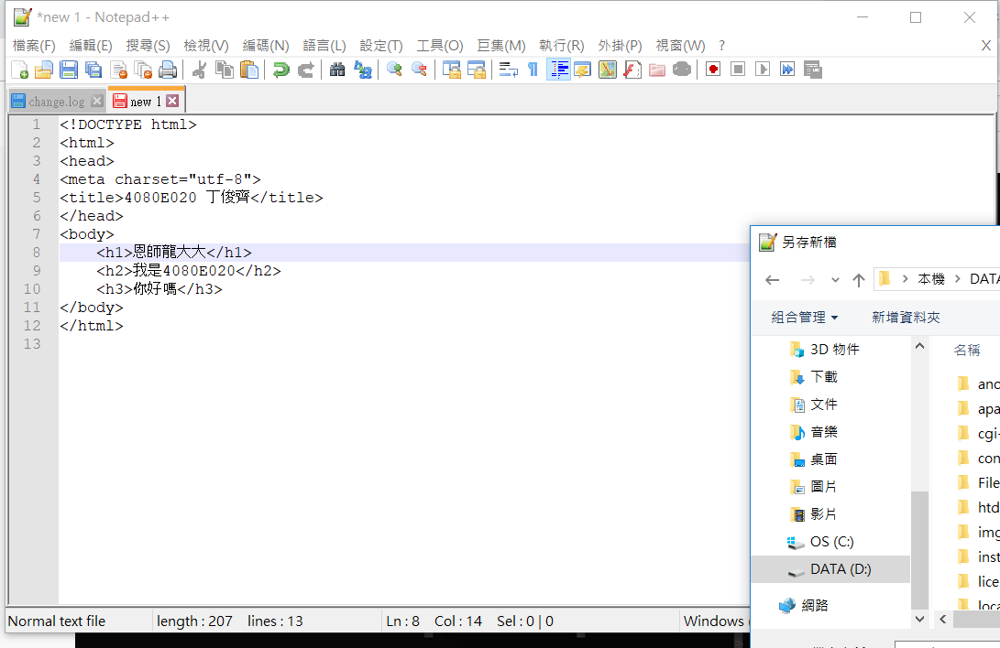 *new 1 - Notepad++
檔案(F) 編輯(E) 搜尋(S) 檢視(V) 編碼(N) 語言(L) 設定(T) 工具(O) 巨集(M) 執行(R) 外掛(P) 視窗(W) ? X
change.log new 1
1 <!DOCTYPE html>
2 <html>
3 <head>
4 <meta charset="utf-8">
5 <title>4080E020 丁俊齊</title>
6 </head>
7 <body>
8 <h1>恩師龍大大</h1>
9 <h2>我是4080E020</h2>
10 <h3>你好嗎</h3>
11 </body>
12 </html>
13
Normal text file length : 207 lines : 13 Ln : 8 Col : 14 Sel : 0 | 0 Windows
另存新檔
本機 DATA
組合管理 新增資料夾
名稱
3D 物件
下載
文件
音樂
桌面
圖片
影片
OS (C:)
DATA (D:)
網路
ano
apa
cgi-
con
File
htd
img
inst
lice
loca